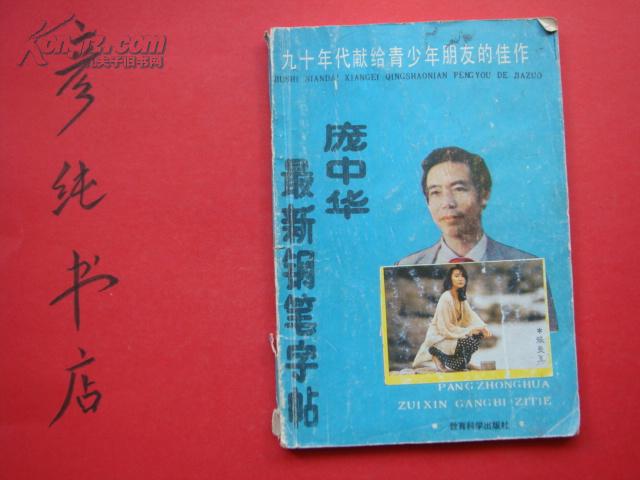 彦纯书店
孔夫子旧书网
九十年代献给青少年朋友的佳作
JIUSHI NIANDAI XIANGEI QINGSHAONIAN PENGYOU DE JIAZUO
庞中华
最新钢笔字帖
PANG ZHONGHUA
ZUIXIN GANGBI ZITIE
教育科学出版社